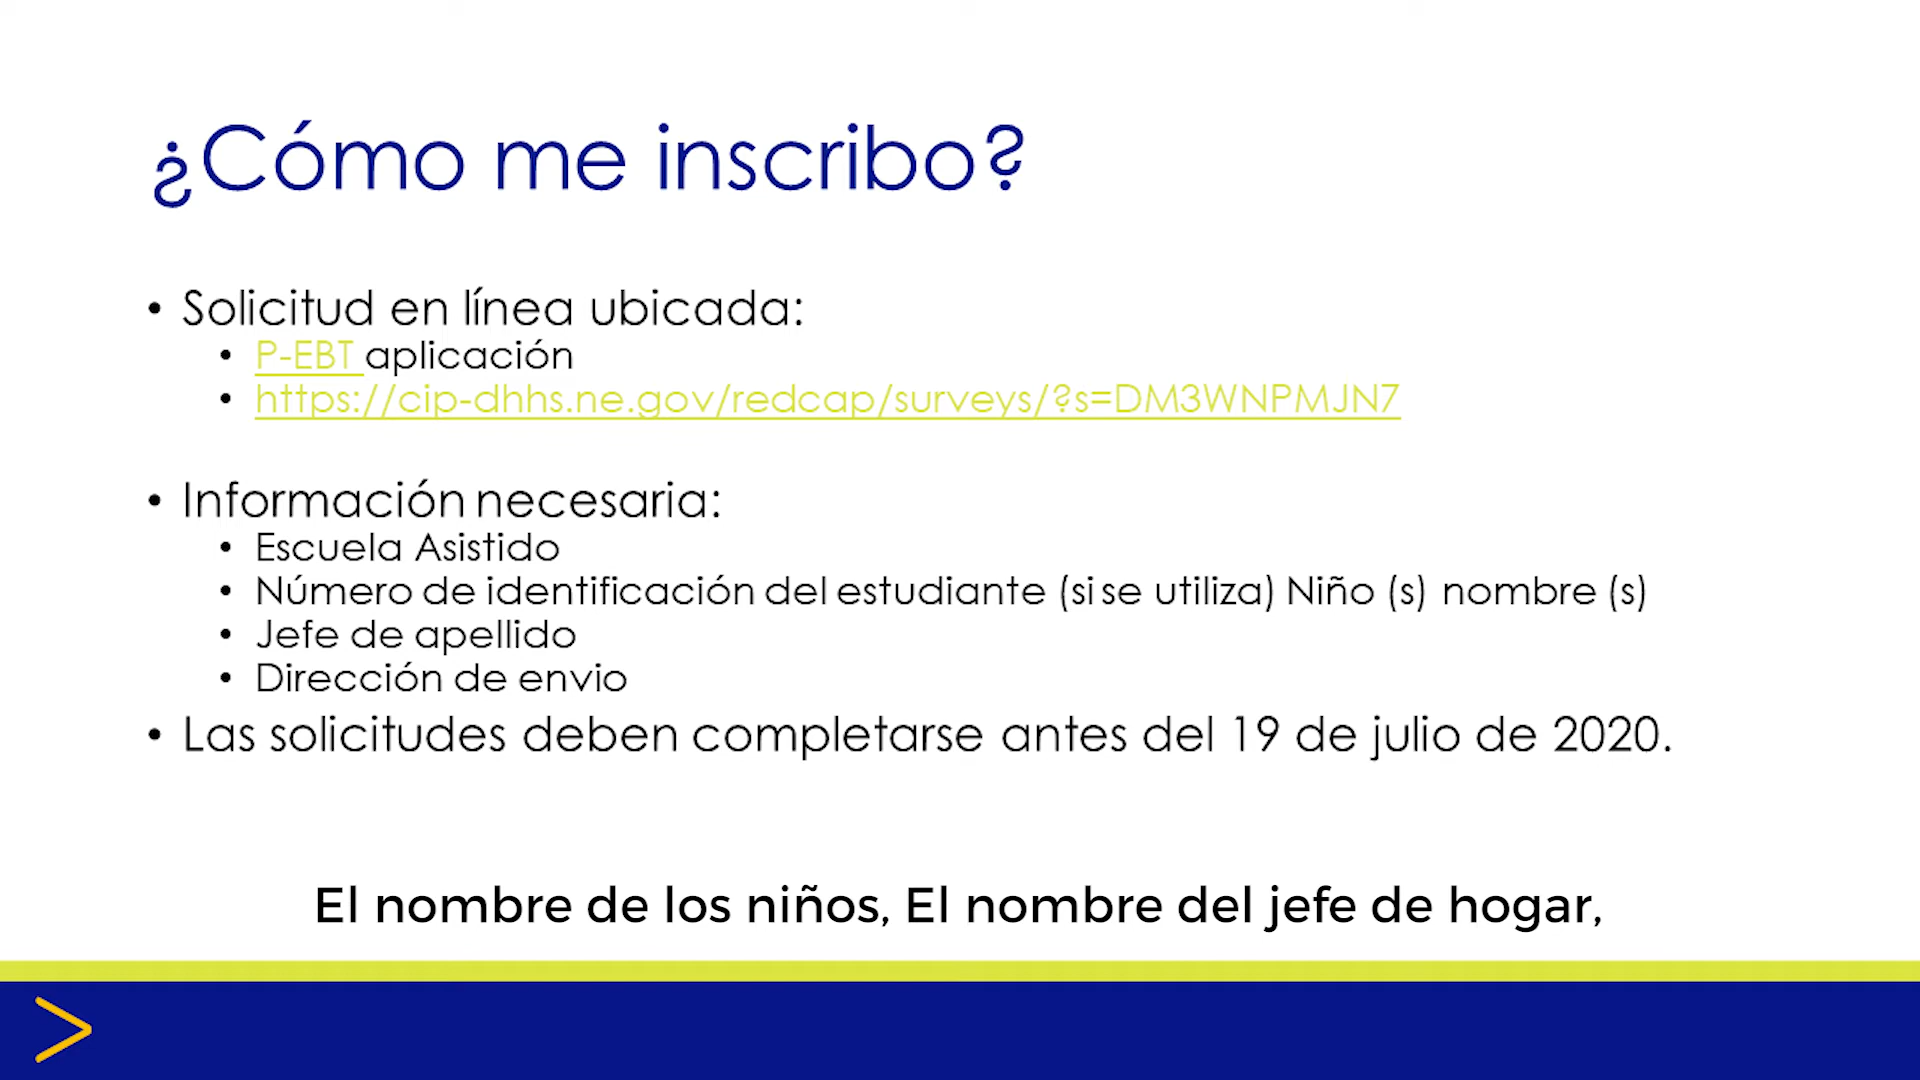 ¿Cómo me inscribo?
• Solicitud en línea ubicada:
• P-EBT aplicación
• https://cip-dhhs.ne.gov/redcap/surveys/?s=DM3WNPMJN7
• Información necesaria:
• Escuela Asistido
• Número de identificación del estudiante (si se utiliza) Niño (s) nombre (s)
• Jefe de apellido
• Dirección de envio
• Las solicitudes deben completarse antes del 19 de julio de 2020.
El nombre de los niños, El nombre del jefe de hogar,